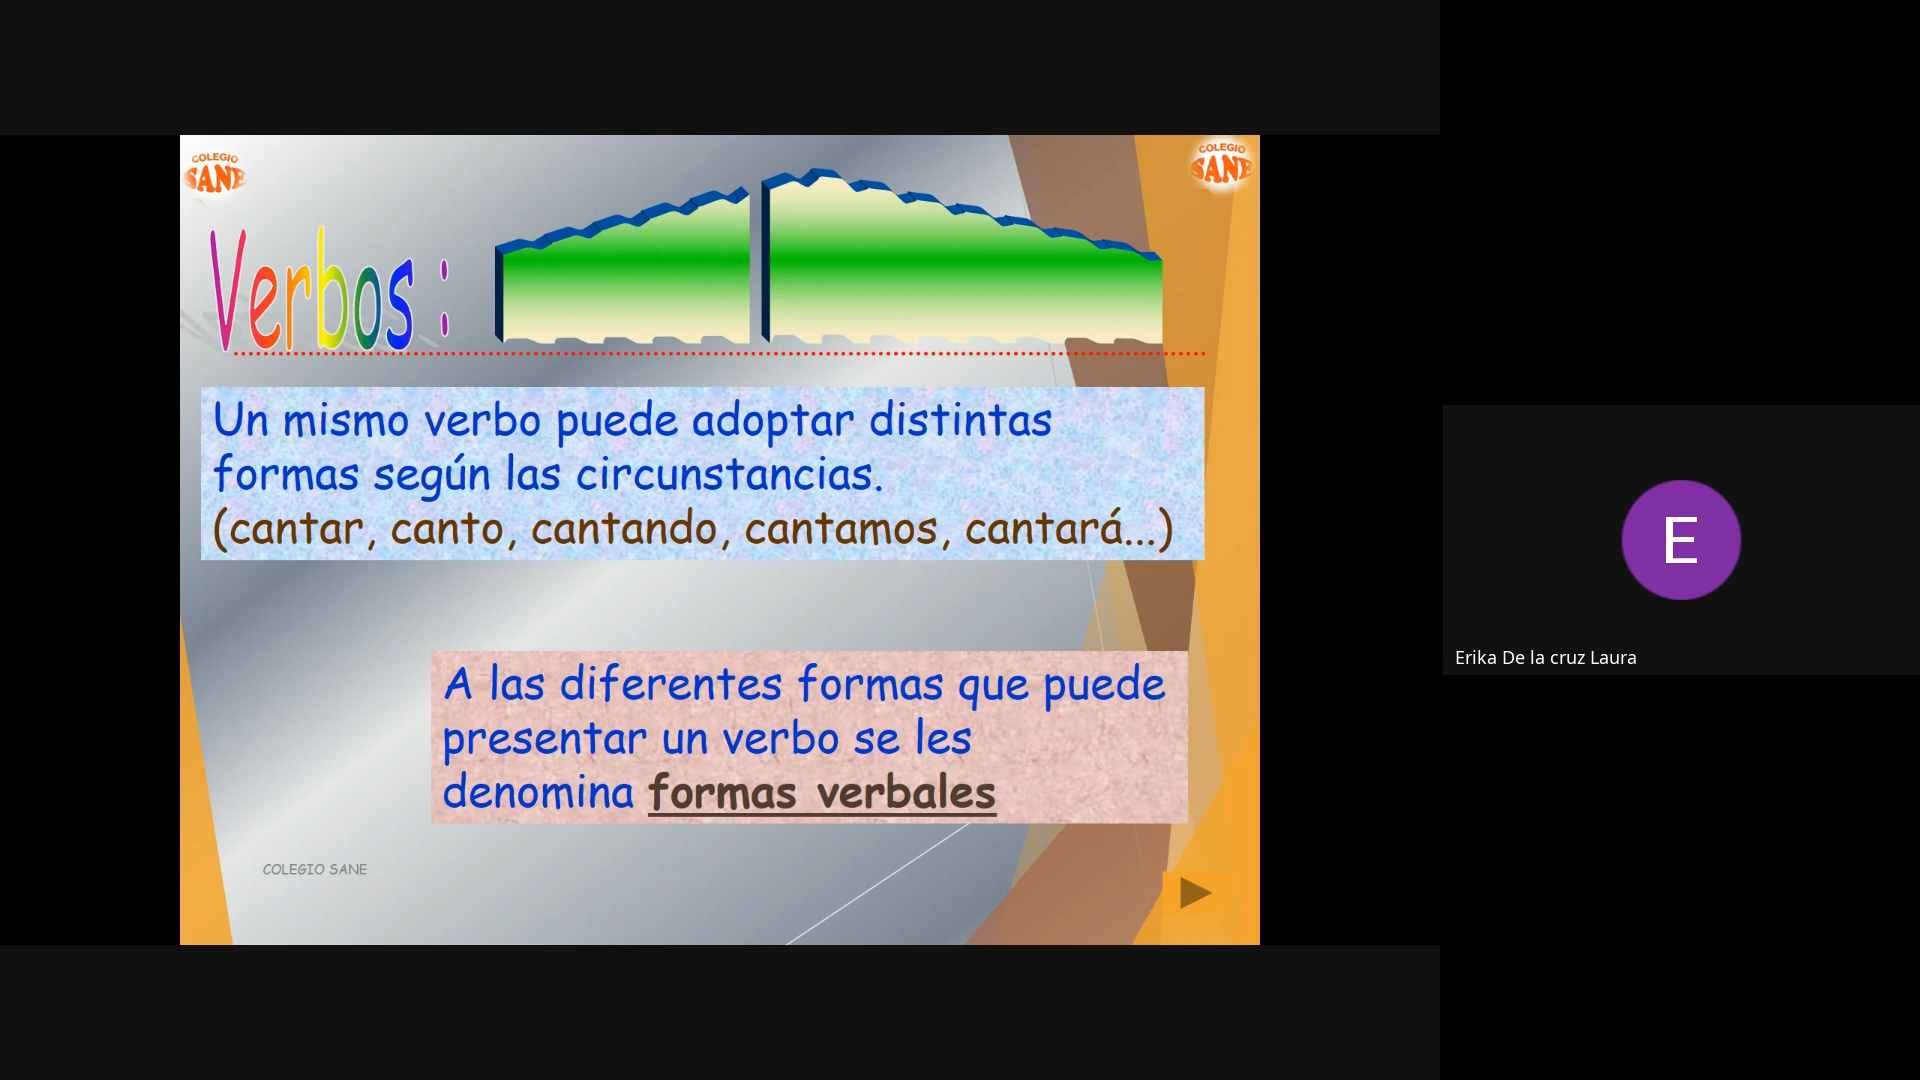 COLEGIO
SANE
COLEGIO
SANE
Verbos :
Un mismo verbo puede adoptar distintas
formas según las circunstancias.
(cantar, canto, cantando, cantamos, cantará...)
A las diferentes formas que puede
presentar un verbo se les
denomina formas verbales
COLEGIO SANE
E
Erika De la cruz Laura